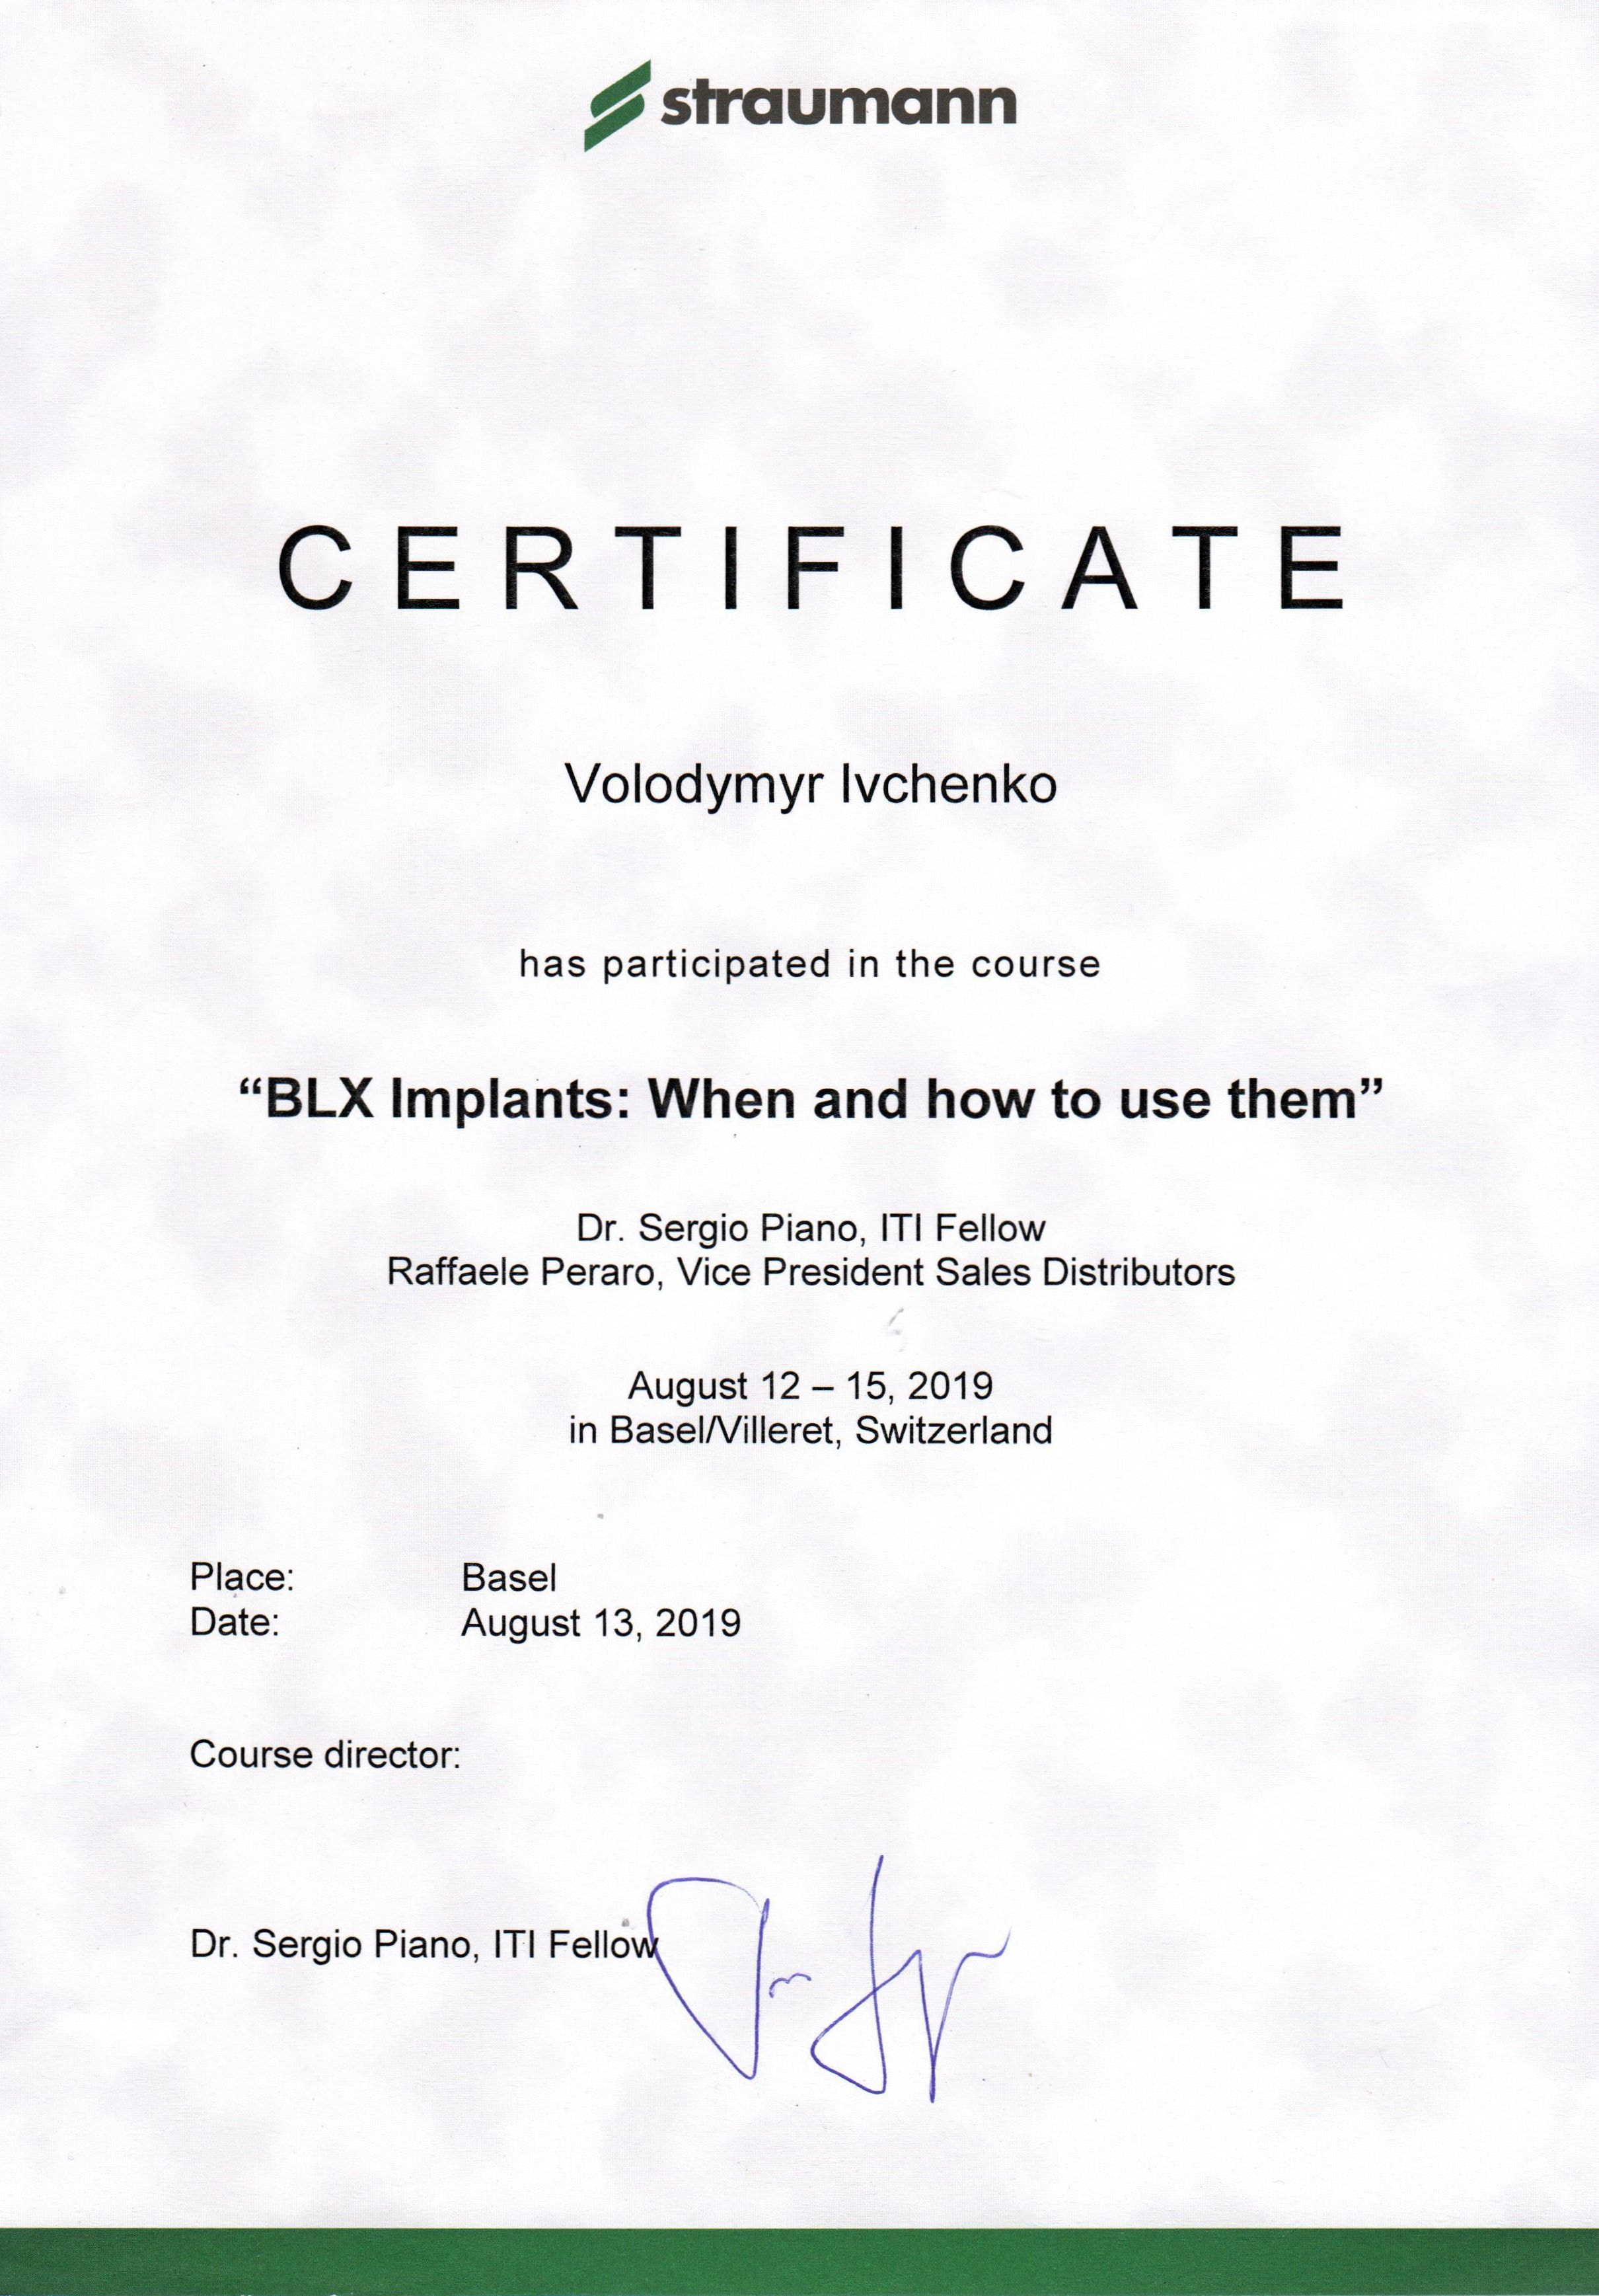 straumann
CERTIFICATE
Volodymyr Ivchenko
has participated in the course
“BLX Implants: When and how to use them”
Dr. Sergio Piano, ITI Fellow
Raffaele Peraro, Vice President Sales Distributors
August 12 – 15, 2019
in Basel/Villeret, Switzerland
Place: Basel
Date: August 13, 2019
Course director:
Dr. Sergio Piano, ITI Fellow